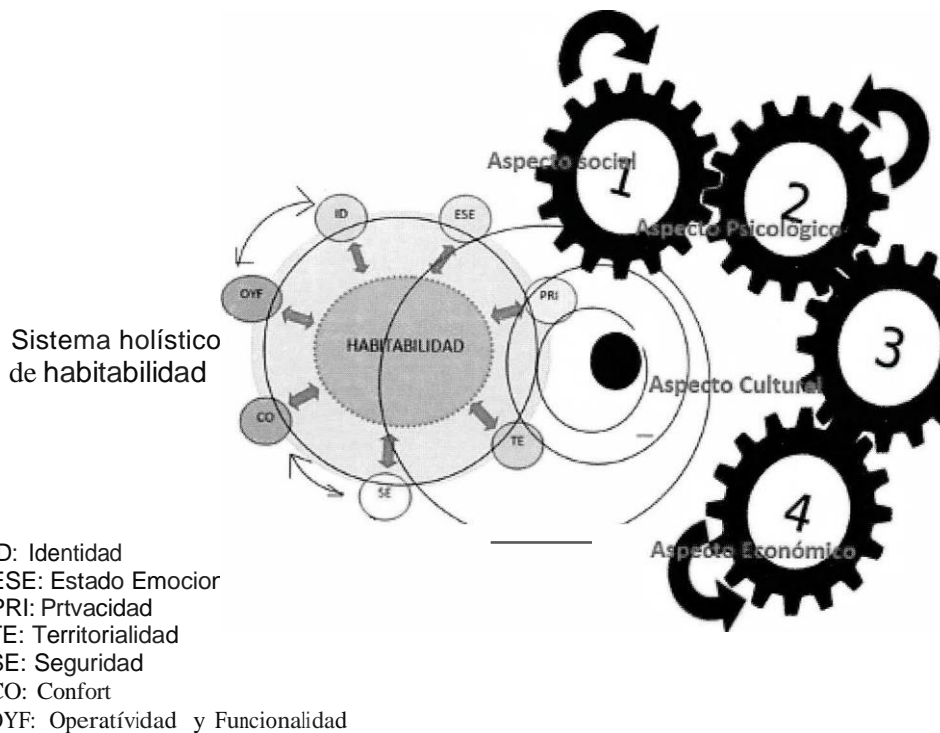 1
Aspecto social
2
Aspecto Psicológico
ID
ESE
OYF
PRI
HABITABILIDAD
3
Sistema holístico
de habitabilidad
Aspecto Cultural
CO
TE
SE
4
Aspecto Económico
D: Identidad
ESE: Estado Emocior
PRI: Prtvacidad
TE: Territorialidad
SE: Seguridad
CO: Confort
OYF: Operatívidad y Funcionalidad